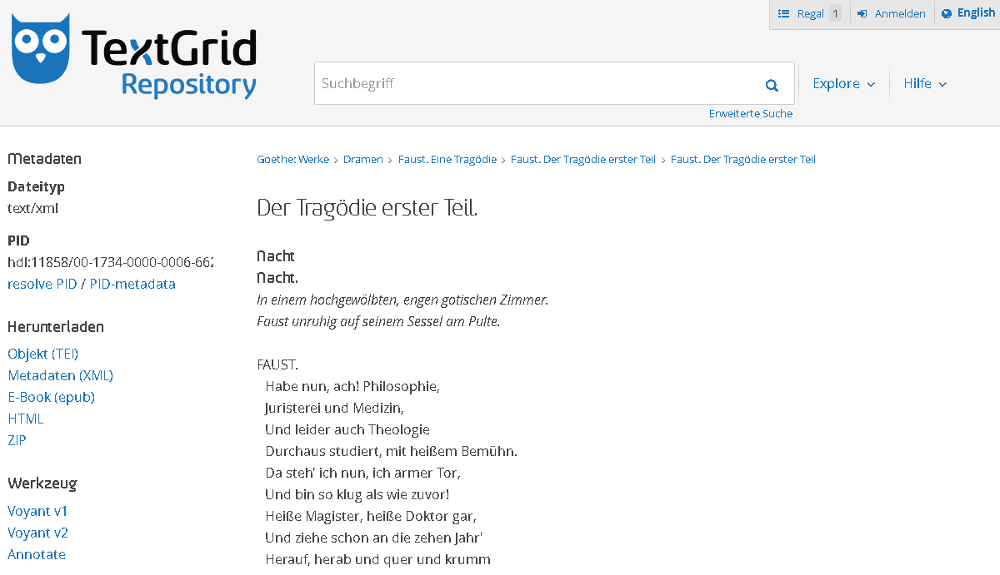 Regal 1 Anmelden English
TextGrid
Repository
Suchbegriff
Explore Hilfe
Erweiterte Suche
Metadaten
Dateityp
text/xml
PID
hdl:11858/00-1734-0000-0006-662
resolve PID / PID-metadata
Herunterladen
Objekt (TEI)
Metadaten (XML)
E-Book (epub)
HTML
ZIP
Werkzeug
Voyant v1
Voyant v2
Annotate
Goethe: Werke > Dramen > Faust. Eine Tragödie > Faust. Der Tragödie erster Teil > Faust. Der Tragödie erster Teil
Der Tragödie erster Teil.
Nacht
Nacht.
In einem hochgewölbten, engen gotischen Zimmer.
Faust unruhig auf seinem Sessel am Pulte.
FAUST.
Habe nun, ach! Philosophie,
Juristerei und Medizin,
Und leider auch Theologie
Durchaus studiert, mit heißem Bemühn.
Da steh' ich nun, ich armer Tor,
Und bin so klug als wie zuvor!
Heiße Magister, heiße Doktor gar,
Und ziehe schon an die zehen Jahr'
Herauf, herab und quer und krumm